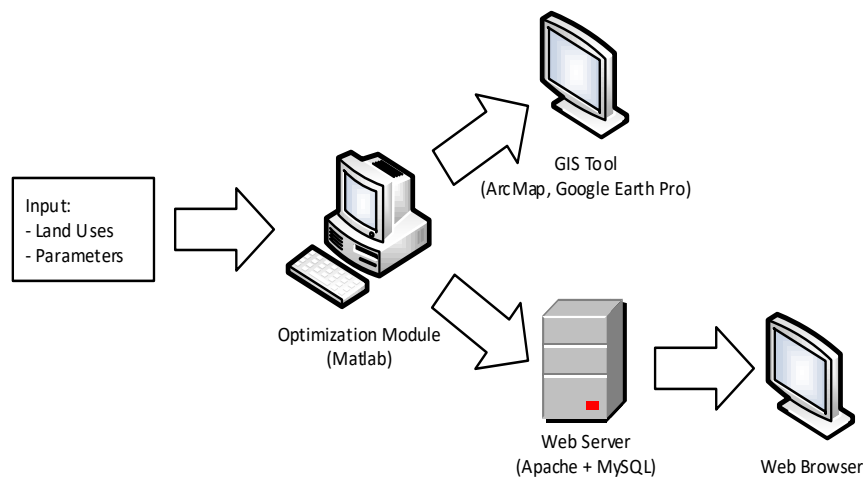 Input:
- Land Uses
- Parameters
Optimization Module
(Matlab)
GIS Tool
(ArcMap, Google Earth Pro)
Web Server
(Apache + MySQL)
Web Browser